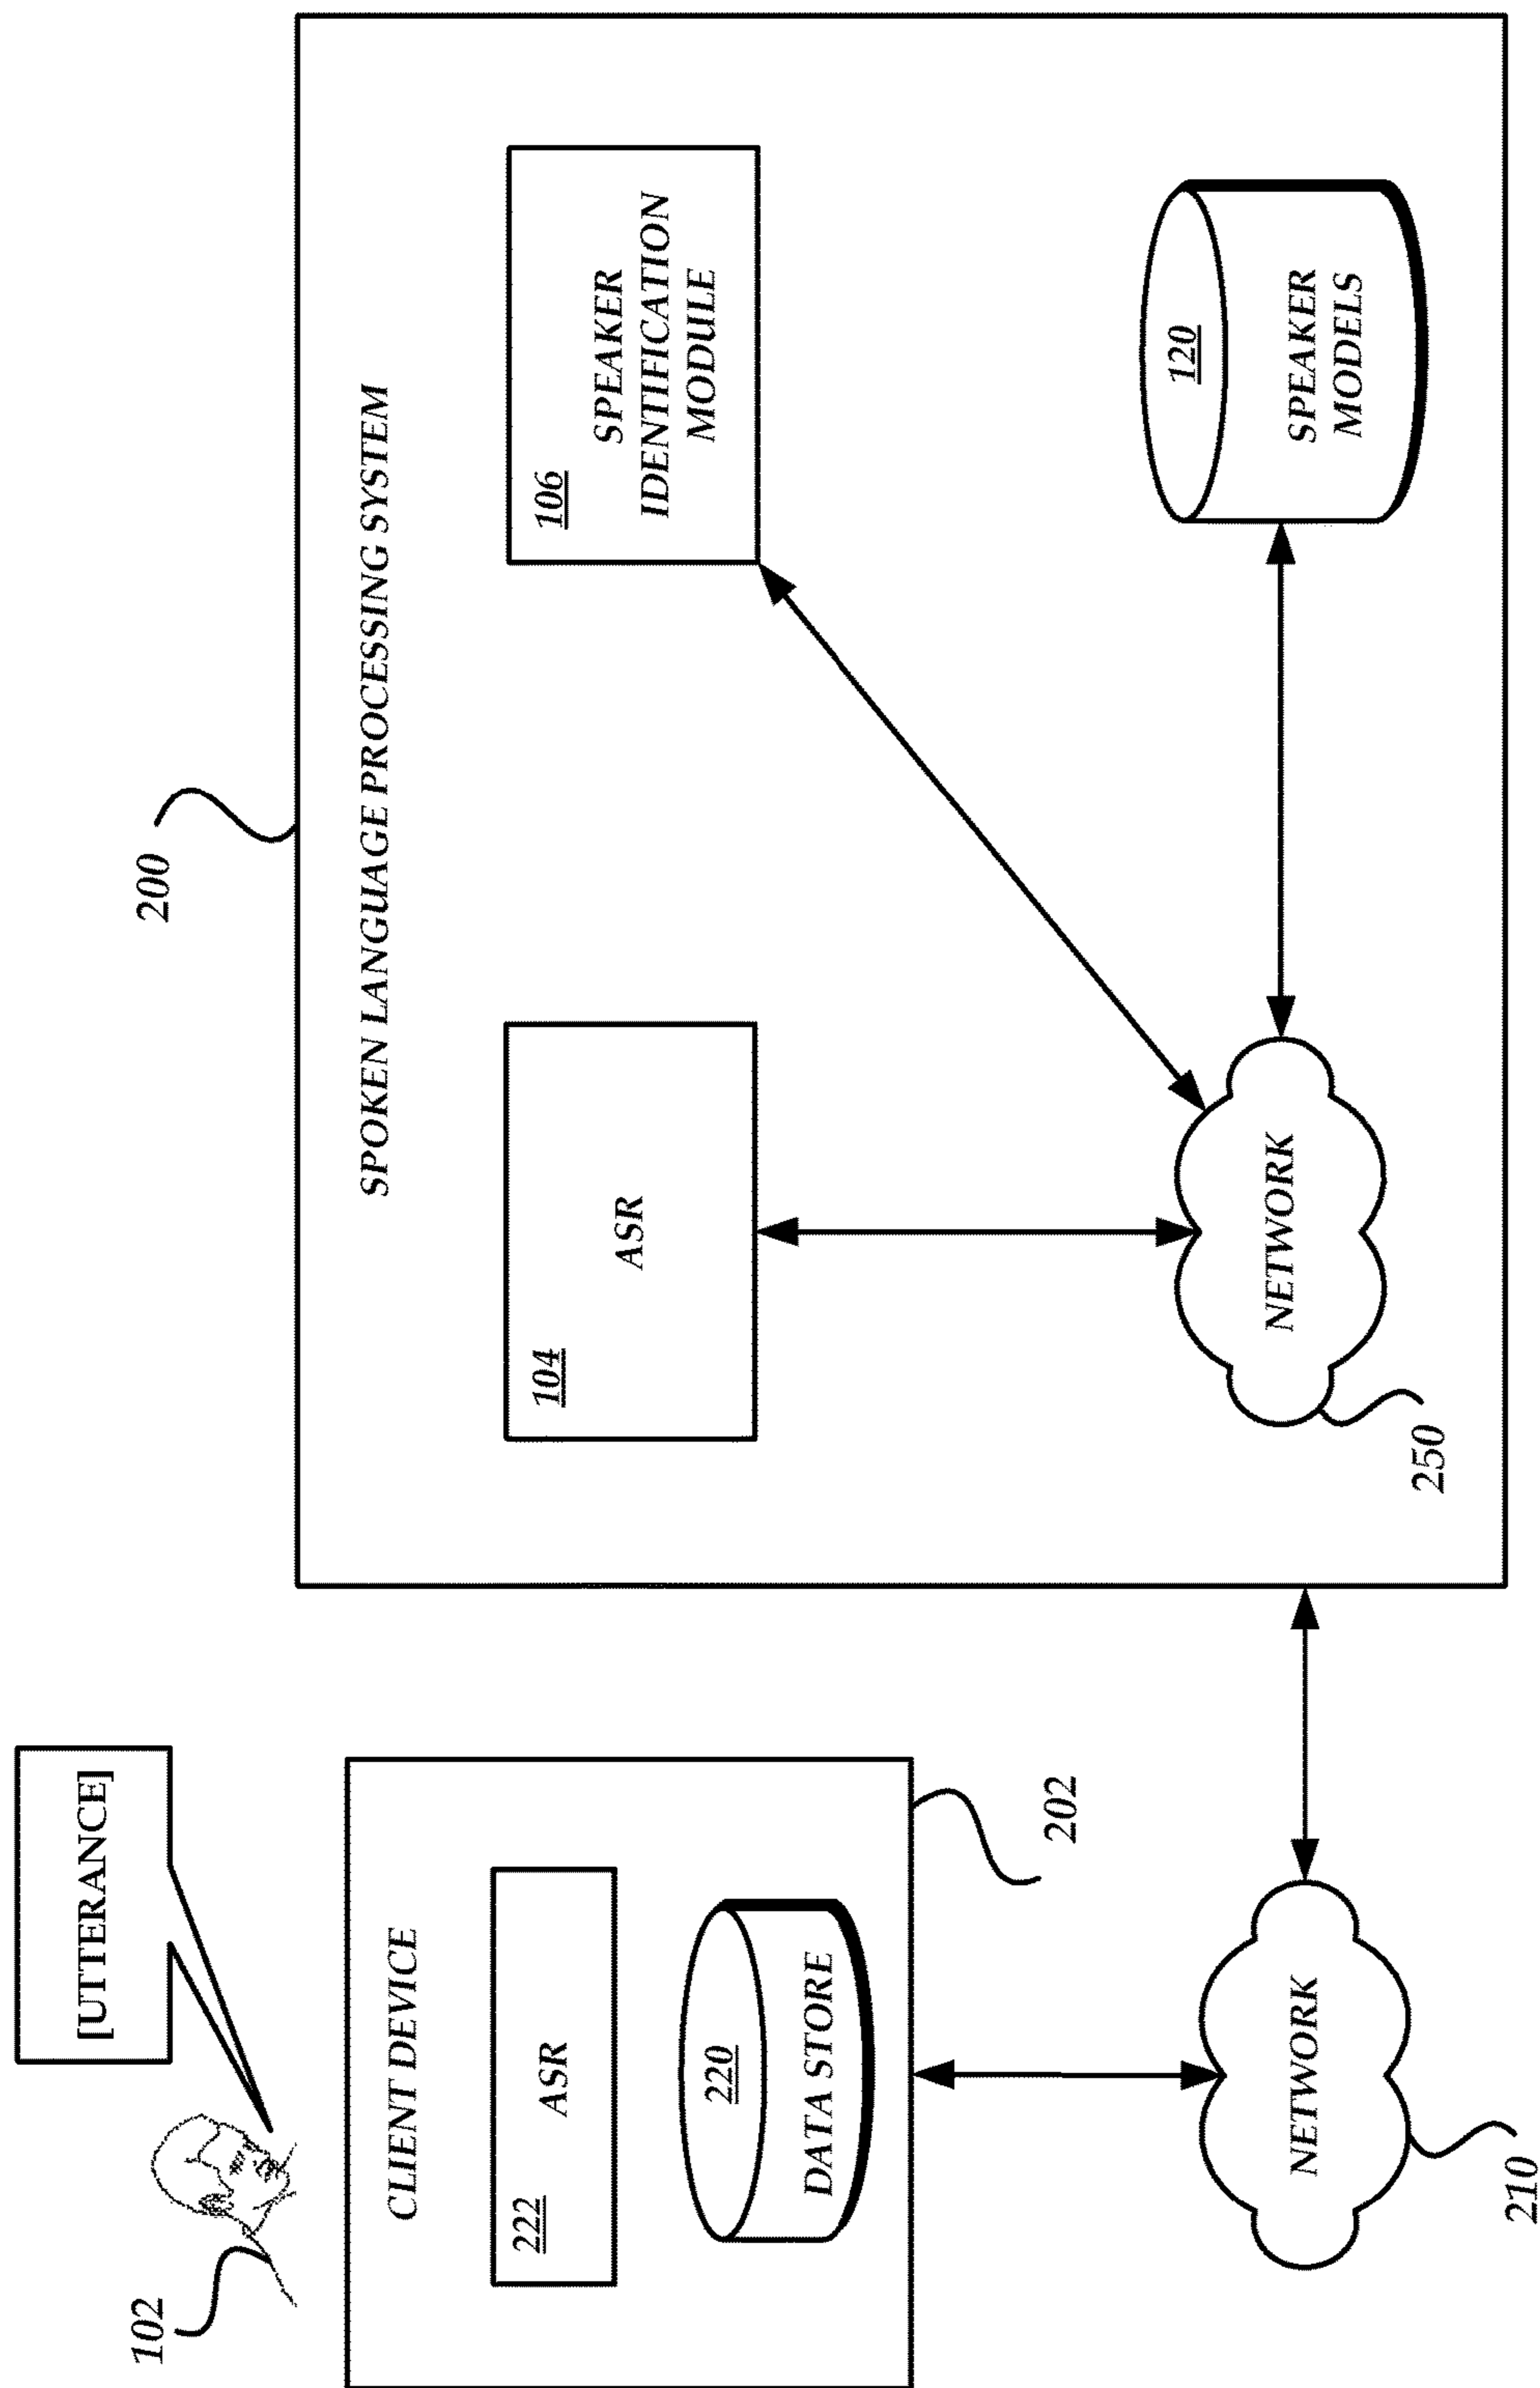 [UTTERANCE]
102
CLIENT DEVICE
222
ASR
220
DATA STORE
202
NETWORK
210
200
SPOKEN LANGUAGE PROCESSING SYSTEM
104
ASR
106
SPEAKER
IDENTIFICATION
MODULE
NETWORK
250
120
SPEAKER
MODELS